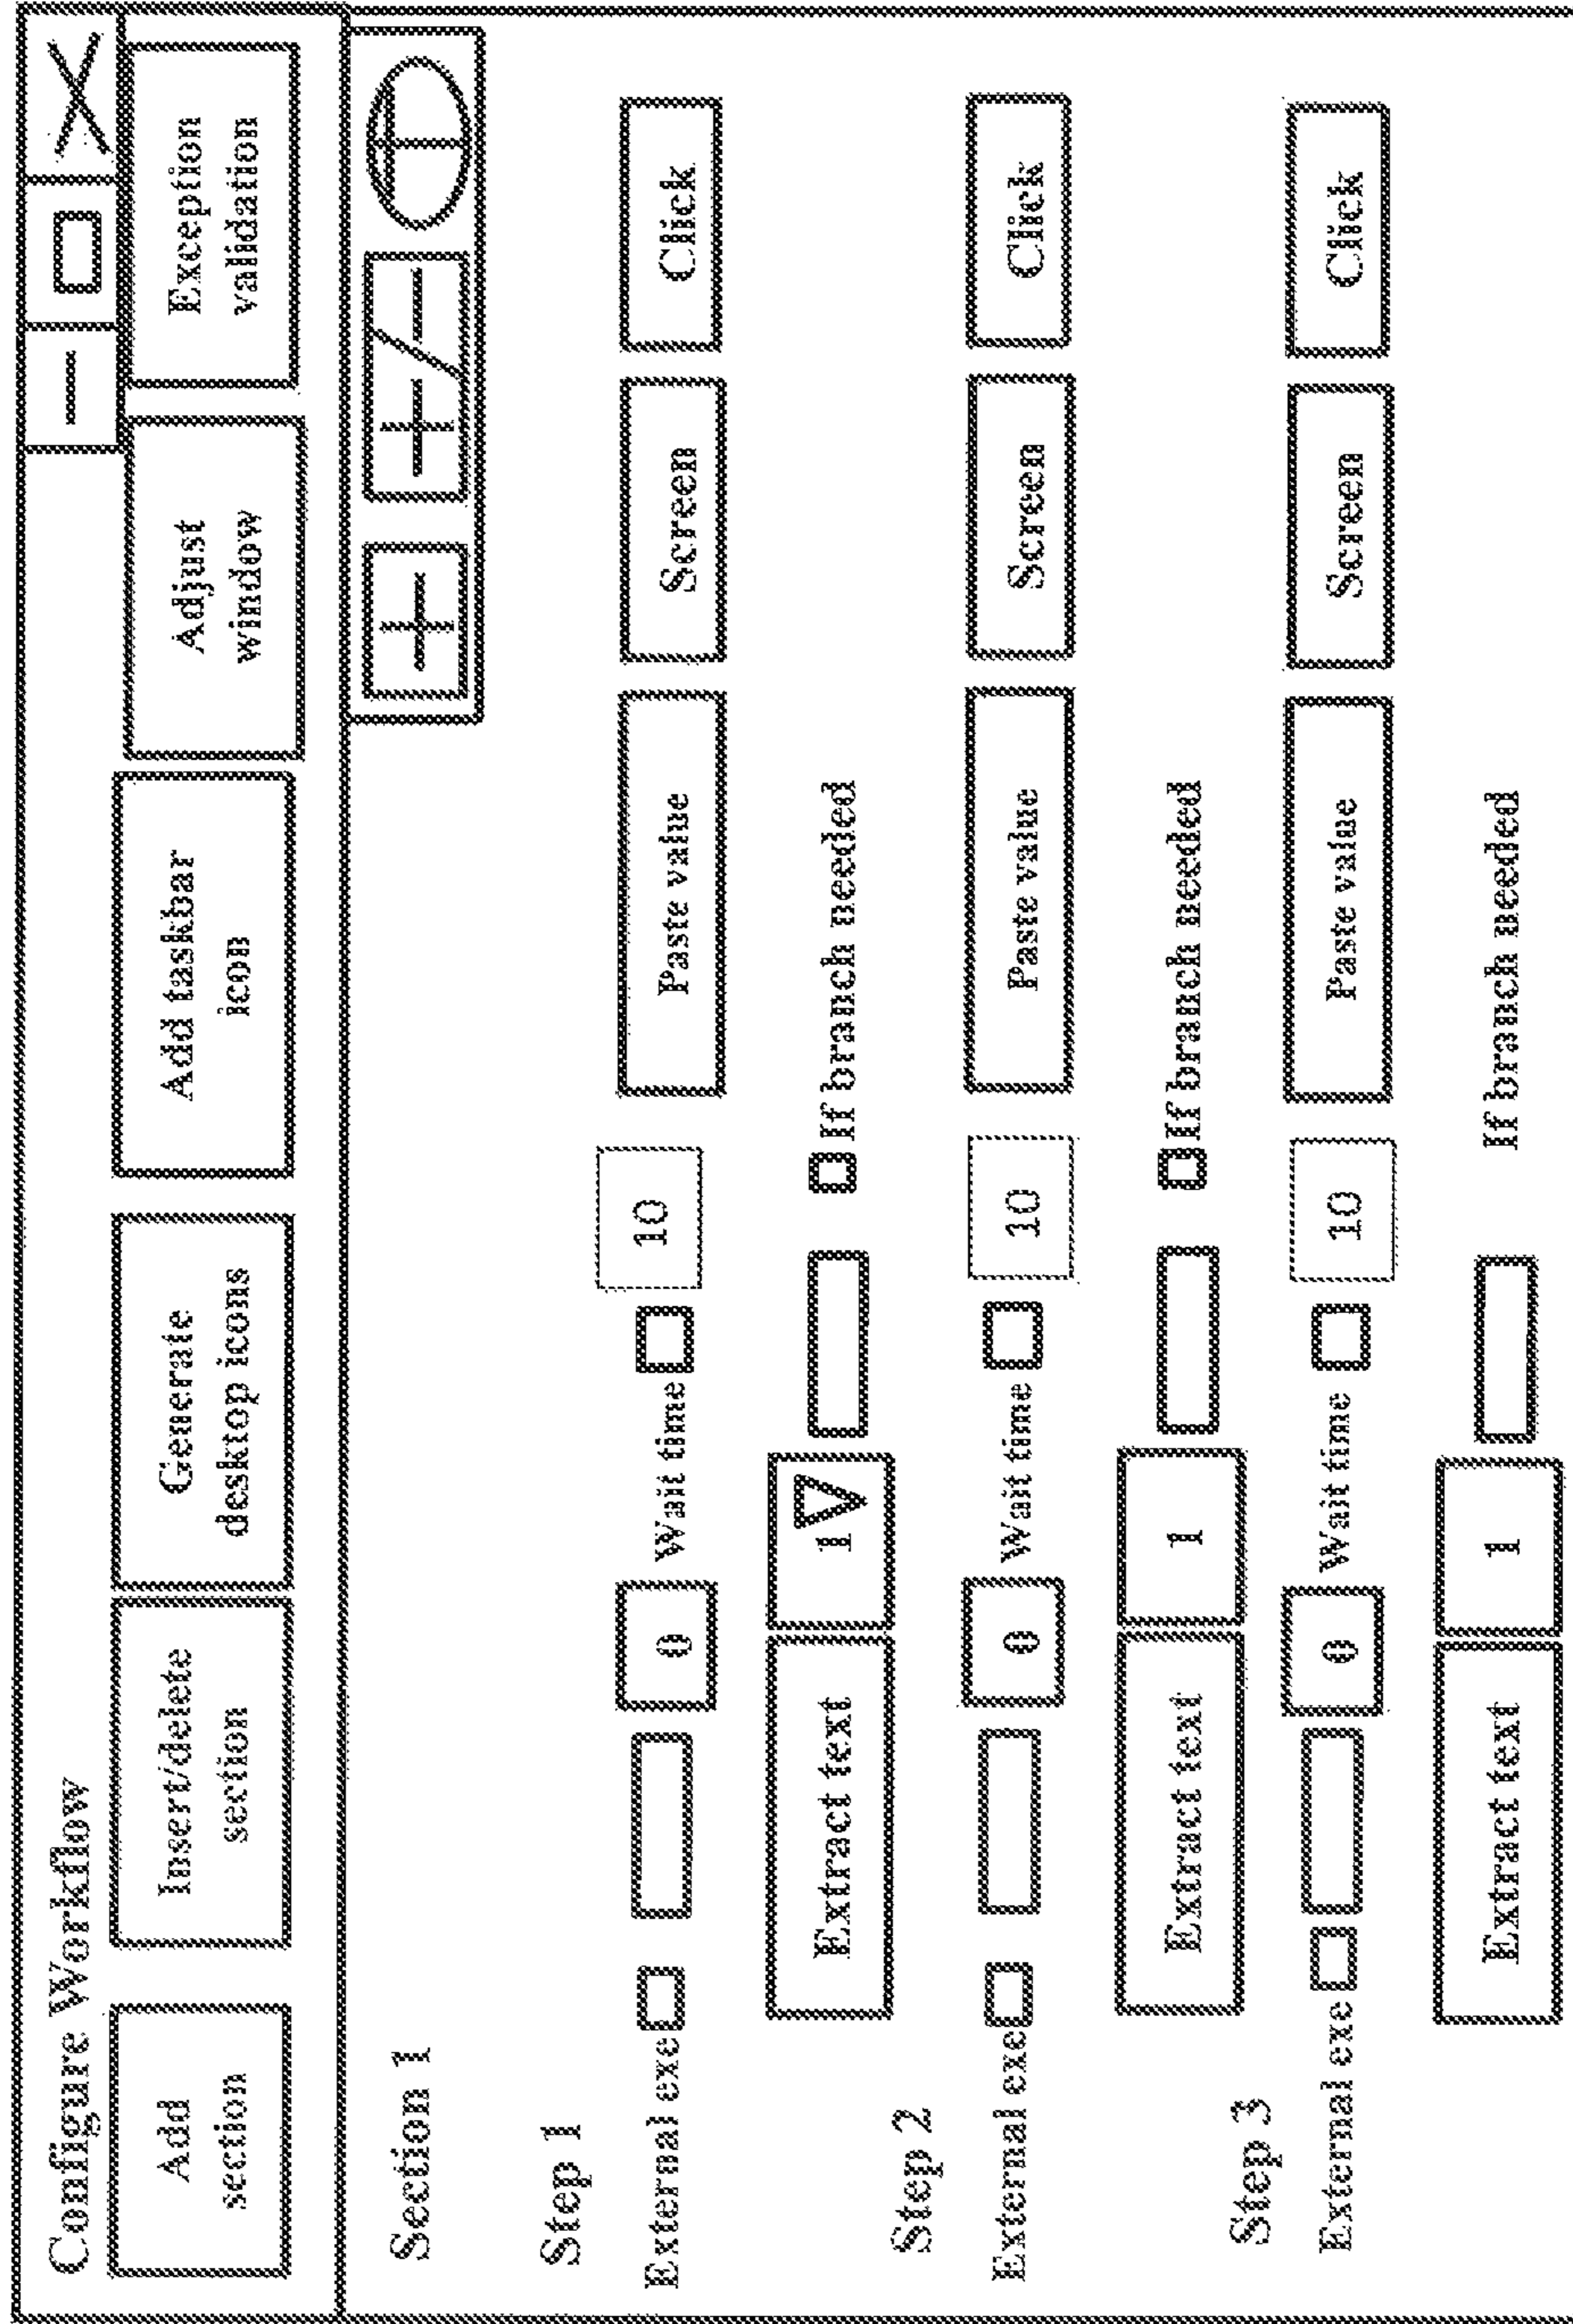 Configure Workflow
Add
section
Insert/delete
section
Generate
desktop icons
Add taskbar
icon
Adjust
window
Exception
validation
Section 1
+ +/-
Step 1
External exe 0 Wait time 10 Paste value Screen Click
Extract text 1 If branch needed
Step 2
External exe 0 Wait time 10 Paste value Screen Click
Extract text 1 If branch needed
Step 3
External exe 0 Wait time 10 Paste value Screen Click
Extract text 1 If branch needed